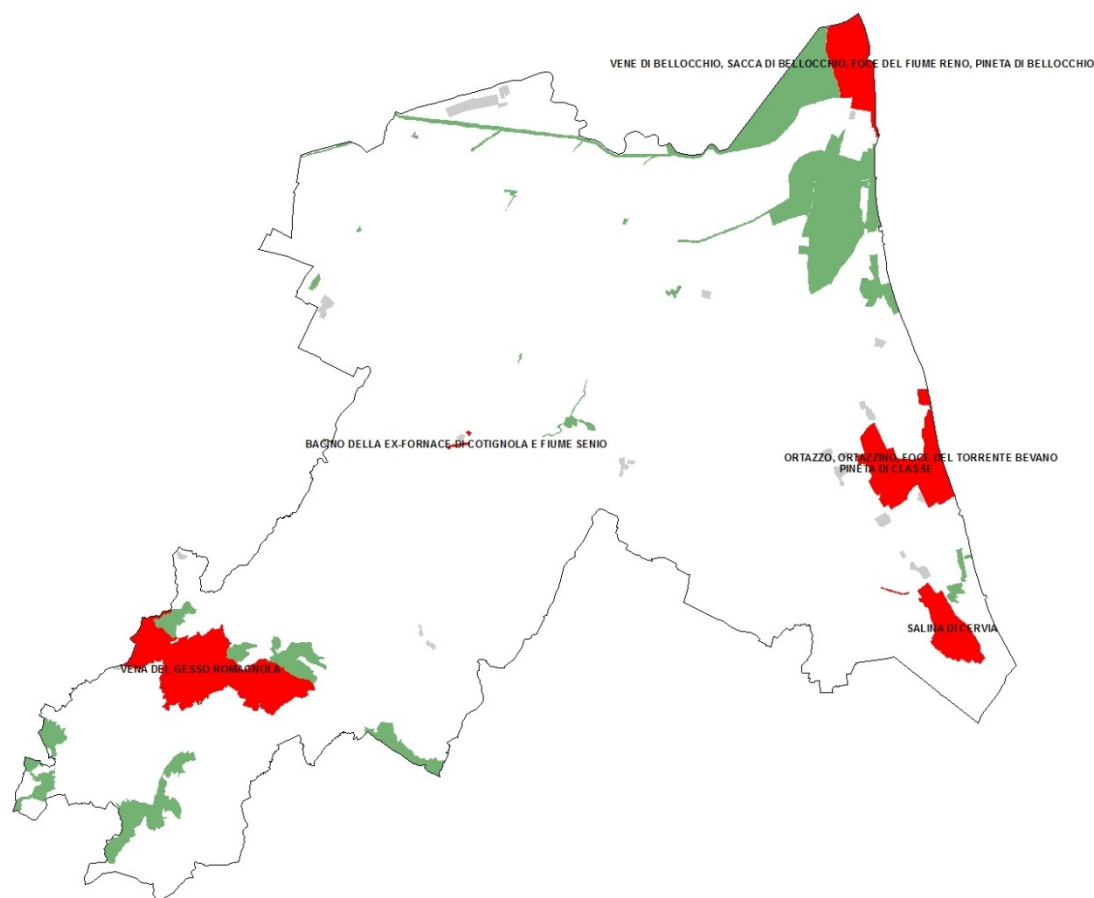 VENE DI BELLOCCHIO, SACCA DI BELLOCCHIO, FOCE DEL FIUME RENO, PINETA DI BELLOCCHIO
BACINO DELLA EX-FORNACE DI COTIGNOLA E FIUME SENIO
ORTAZZO, ORTAZZINO, FOCE DEL TORRENTE BEVANO
PINETA DI CLASSE
SALINA DI CERVIA
VENA DEL GESSO ROMAGNOLA